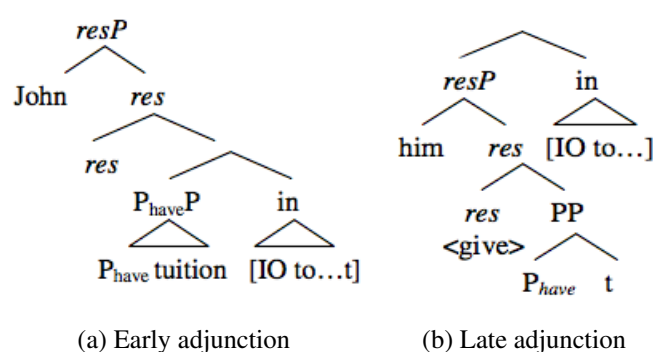 resP
John res
res
P_haveP in
P_have tuition [IO to…t]
(a) Early adjunction
resP in
him res [IO to…]
res PP
<give>
P_have t
(b) Late adjunction